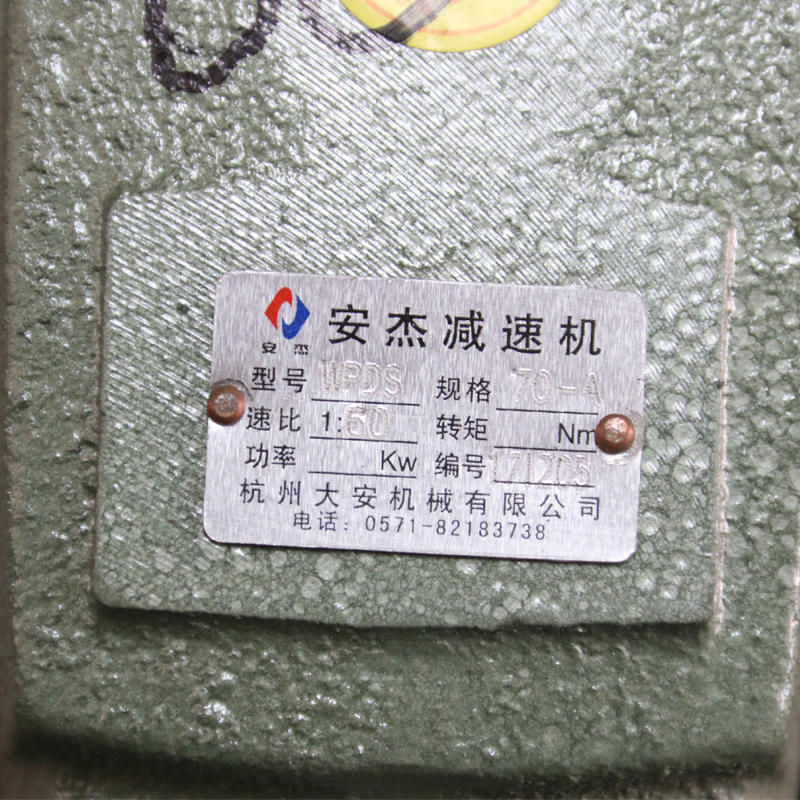 安杰减速机
安杰
型号 WPDS 规格 70-A
速比 1:60 转矩 Nm
功率 Kw 编号 171205
杭州大安机械有限公司
电话: 0571-82183738